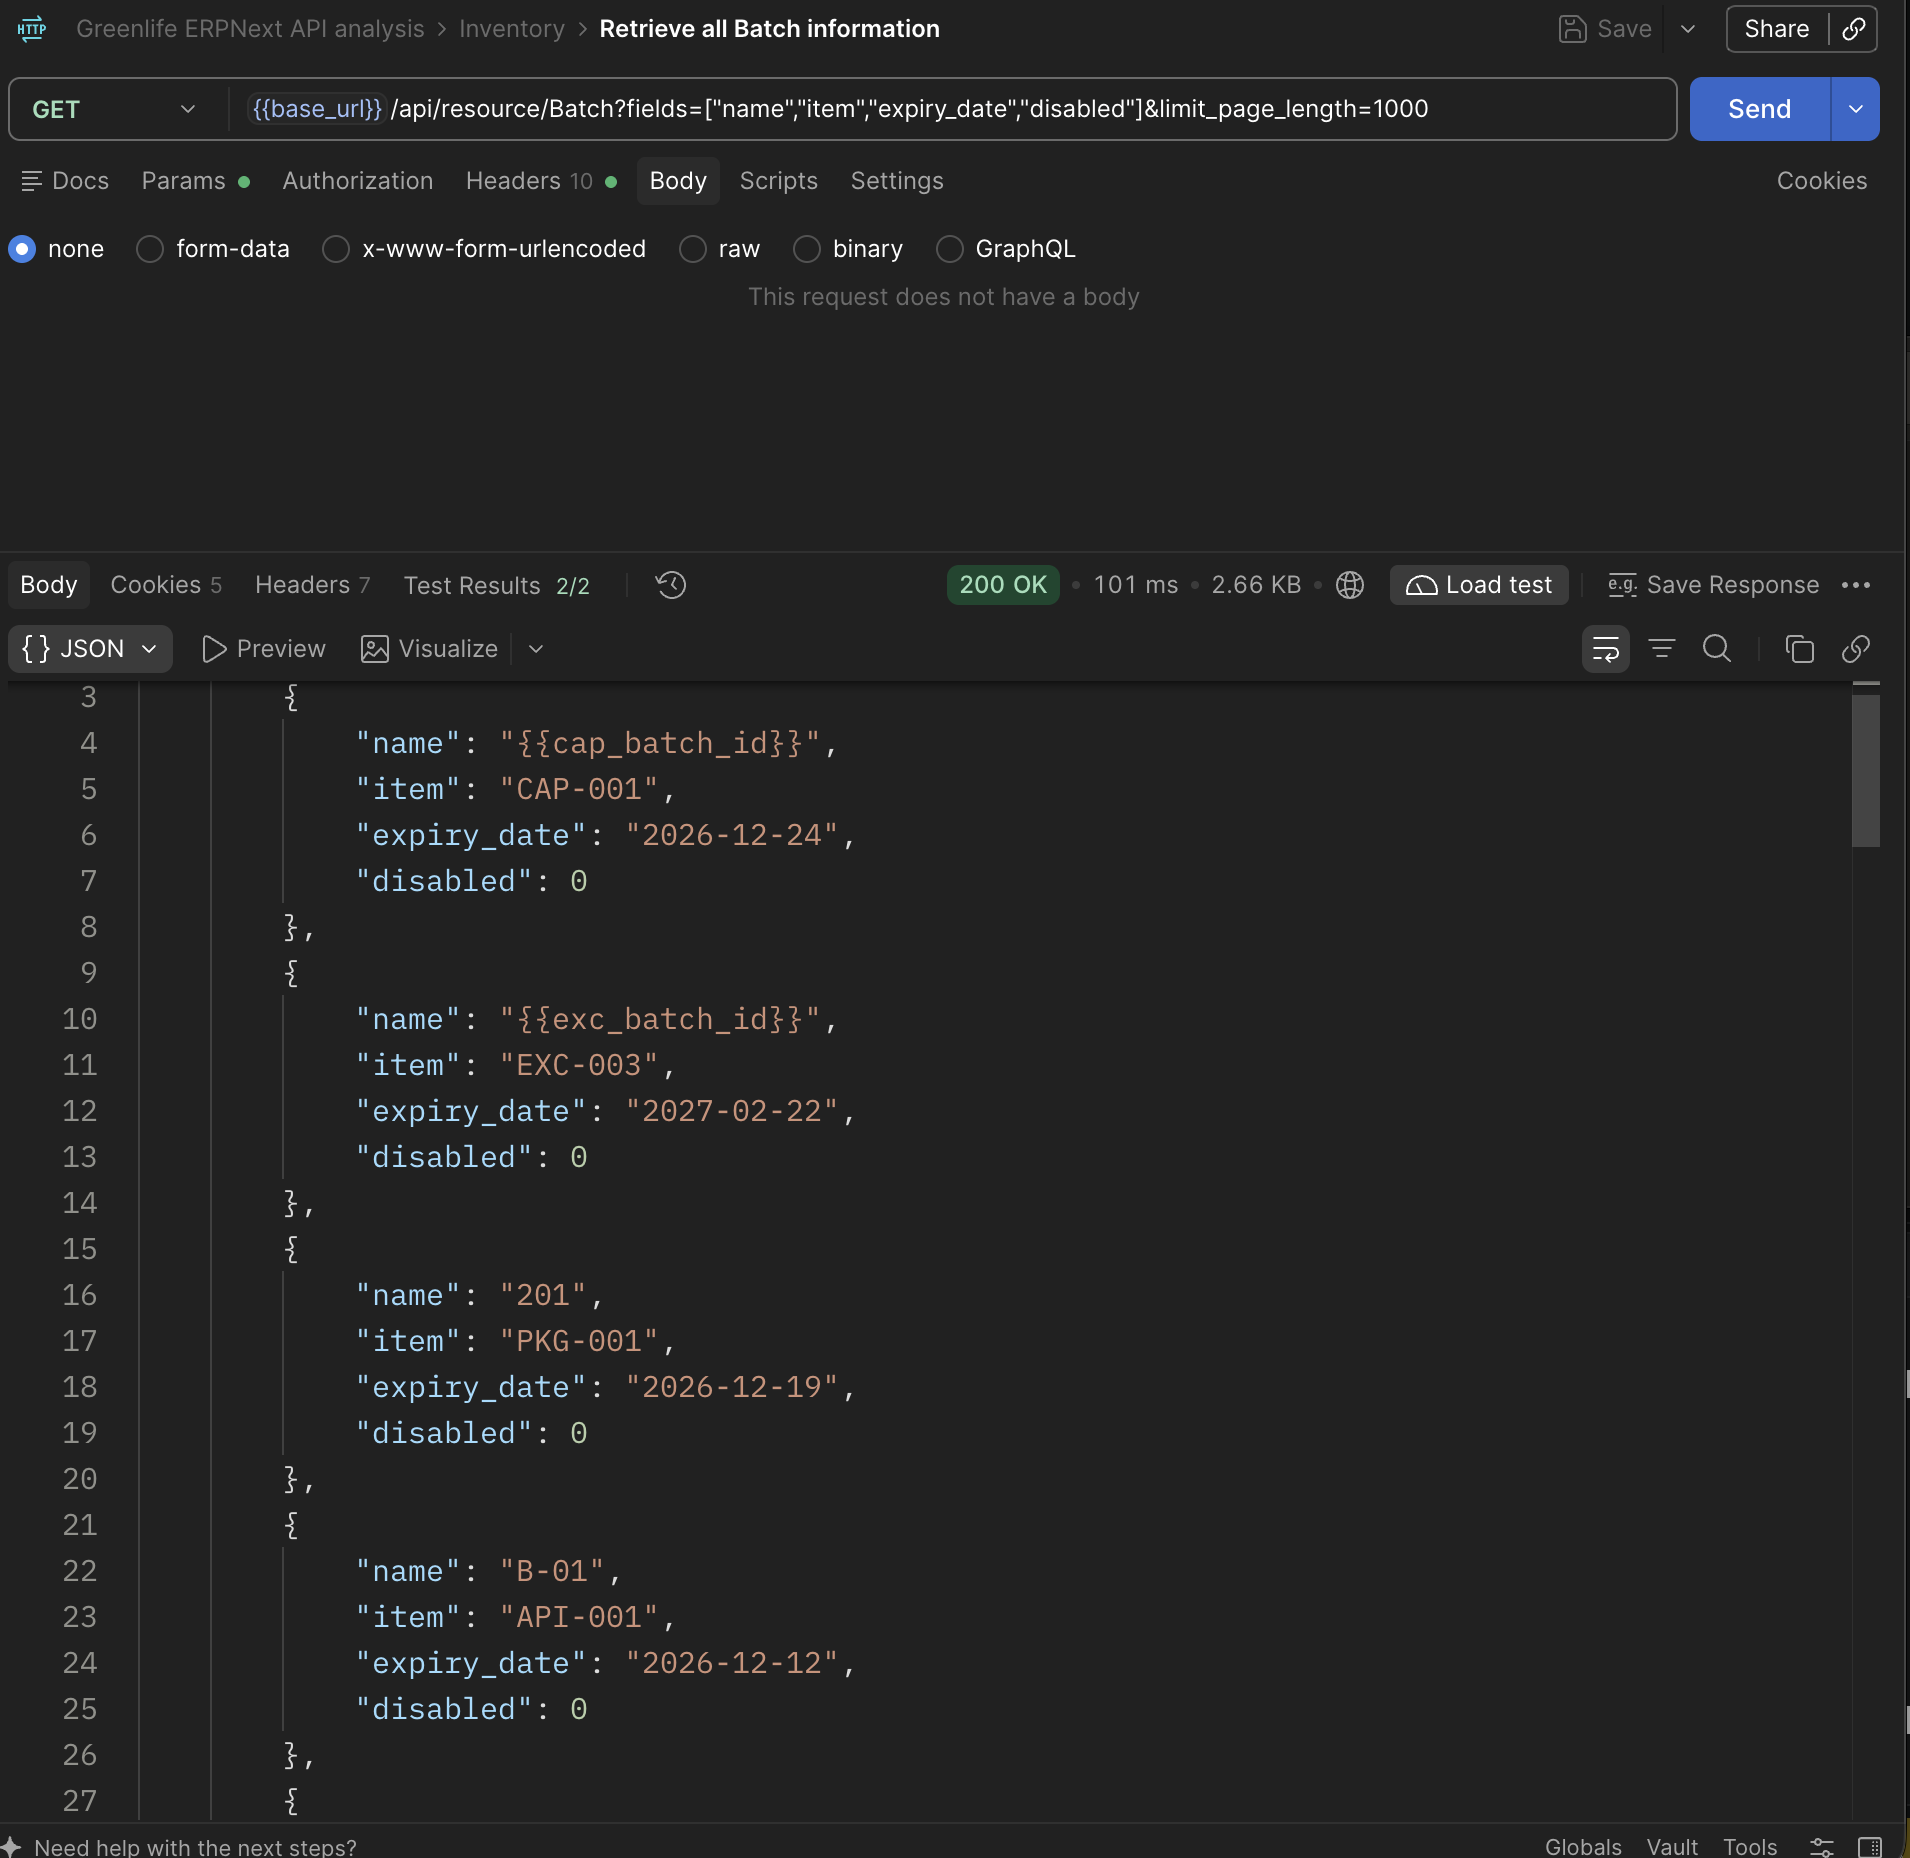 HTTP Greenlife ERPNext API analysis > Inventory > Retrieve all Batch information Save Share
GET {{base_url}} /api/resource/Batch?fields=["name","item","expiry_date","disabled"]&limit_page_length=1000 Send
Docs Params Authorization Headers 10 Body Scripts Settings Cookies
none form-data x-www-form-urlencoded raw binary GraphQL
This request does not have a body
Body Cookies 5 Headers 7 Test Results 2/2 200 OK • 101 ms • 2.66 KB • Load test e.g. Save Response
{} JSON Preview Visualize
3 {
4 "name": "{{cap_batch_id}}",
5 "item": "CAP-001",
6 "expiry_date": "2026-12-24",
7 "disabled": 0
8 },
9 {
10 "name": "{{exc_batch_id}}",
11 "item": "EXC-003",
12 "expiry_date": "2027-02-22",
13 "disabled": 0
14 },
15 {
16 "name": "201",
17 "item": "PKG-001",
18 "expiry_date": "2026-12-19",
19 "disabled": 0
20 },
21 {
22 "name": "B-01",
23 "item": "API-001",
24 "expiry_date": "2026-12-12",
25 "disabled": 0
26 },
27 {
Need help with the next steps? Globals Vault Tools